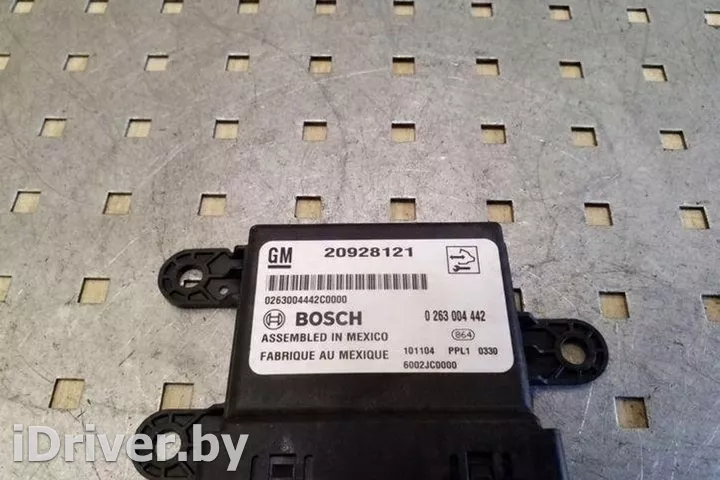 GM 20928121
0263004442C0000
BOSCH 0 263 004 442
ASSEMBLED IN MEXICO 864
FABRIQUE AU MEXIQUE 101104 PPL1 0330
6002JC0000
iDriver.by